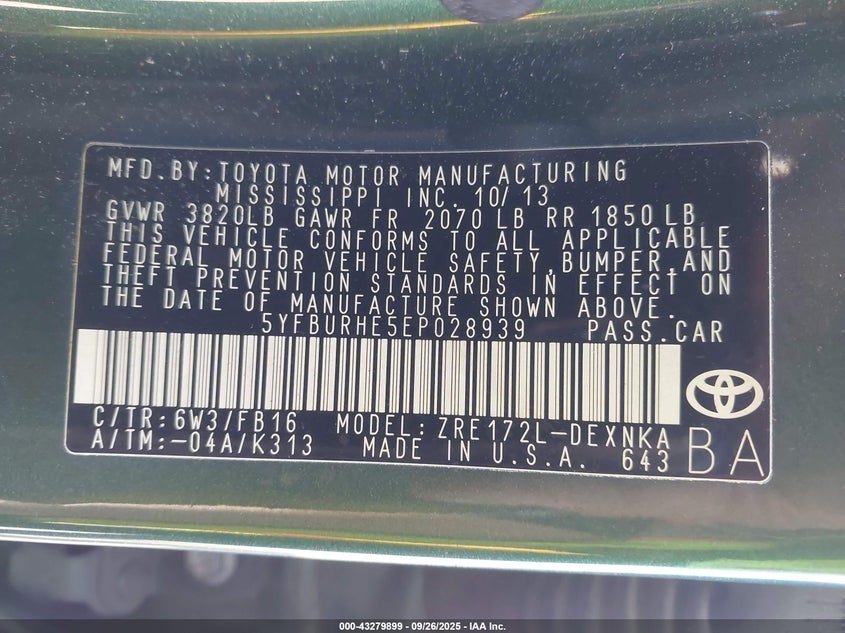 MFD.BY:TOYOTA MOTOR MANUFACTURING
MISSISSIPPI INC. 10/13
GVWR 3820LB GAWR FR 2070 LB RR 1850 LB
THIS VEHICLE CONFORMS TO ALL APPLICABLE
FEDERAL MOTOR VEHICLE SAFETY,BUMPER,AND
THEFT PREVENTION STANDARDS IN EFFECT ON
THE DATE OF MANUFACTURE SHOWN ABOVE.
5YFBURHE5EP028939 PASS.CAR
C/TR:6W3/FB16 MODEL:ZRE172L-DEXNKA
A/TM:-04A/K313 MADE IN U.S.A. 643
BA
000-43279899 - 09/26/2025 - IAA Inc.